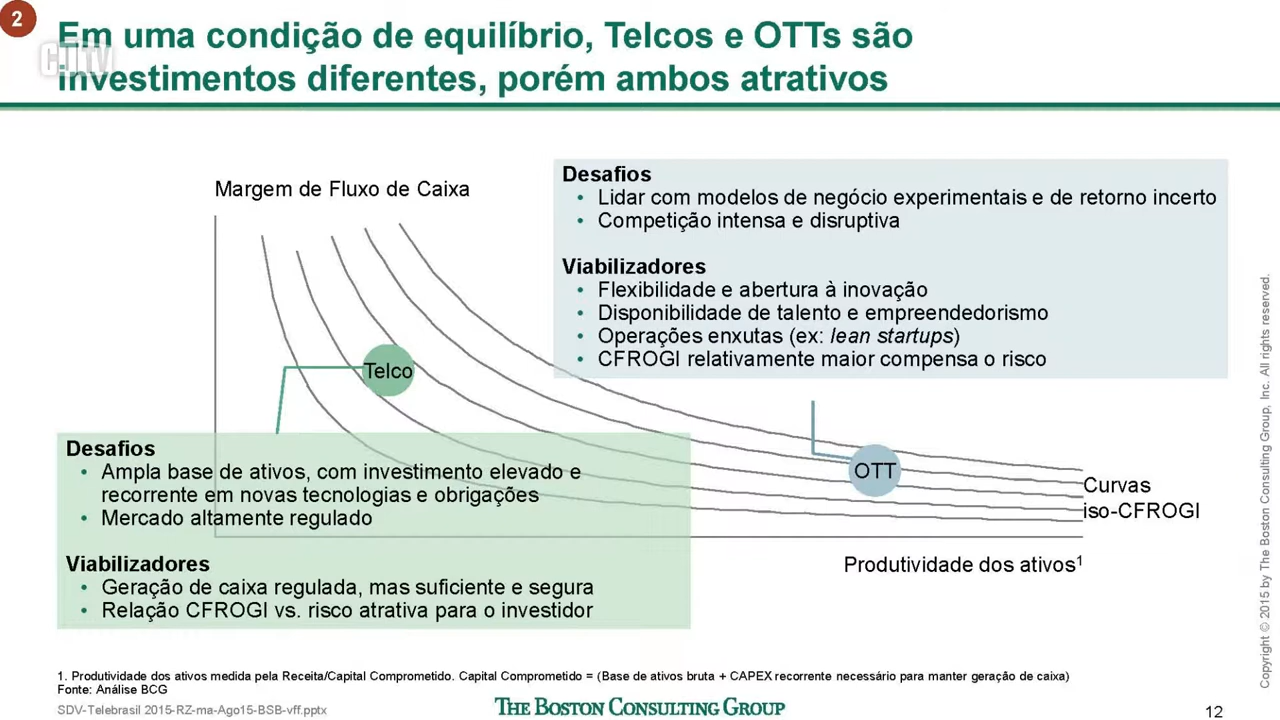 2
Em uma condição de equilíbrio, Telcos e OTTs são
investimentos diferentes, porém ambos atrativos
Margem de Fluxo de Caixa
Desafios
• Lidar com modelos de negócio experimentais e de retorno incerto
• Competição intensa e disruptiva
Viabilizadores
• Flexibilidade e abertura à inovação
• Disponibilidade de talento e empreendedorismo
• Operações enxutas (ex: lean startups)
• CFROGI relativamente maior compensa o risco
Telco
Desafios
• Ampla base de ativos, com investimento elevado e
recorrente em novas tecnologias e obrigações
• Mercado altamente regulado
Viabilizadores
• Geração de caixa regulada, mas suficiente e segura
• Relação CFROGI vs. risco atrativa para o investidor
OTT
Curvas
iso-CFROGI
Produtividade dos ativos¹
1. Produtividade dos ativos medida pela Receita/Capital Comprometido. Capital Comprometido = (Base de ativos bruta + CAPEX recorrente necessário para manter geração de caixa)
Fonte: Análise BCG
SDV-Telebrasil 2015-RZ-ma-Ago15-BSB-vff.pptx
THE BOSTON CONSULTING GROUP
12
Copyright © 2015 by The Boston Consulting Group, Inc. All rights reserved.